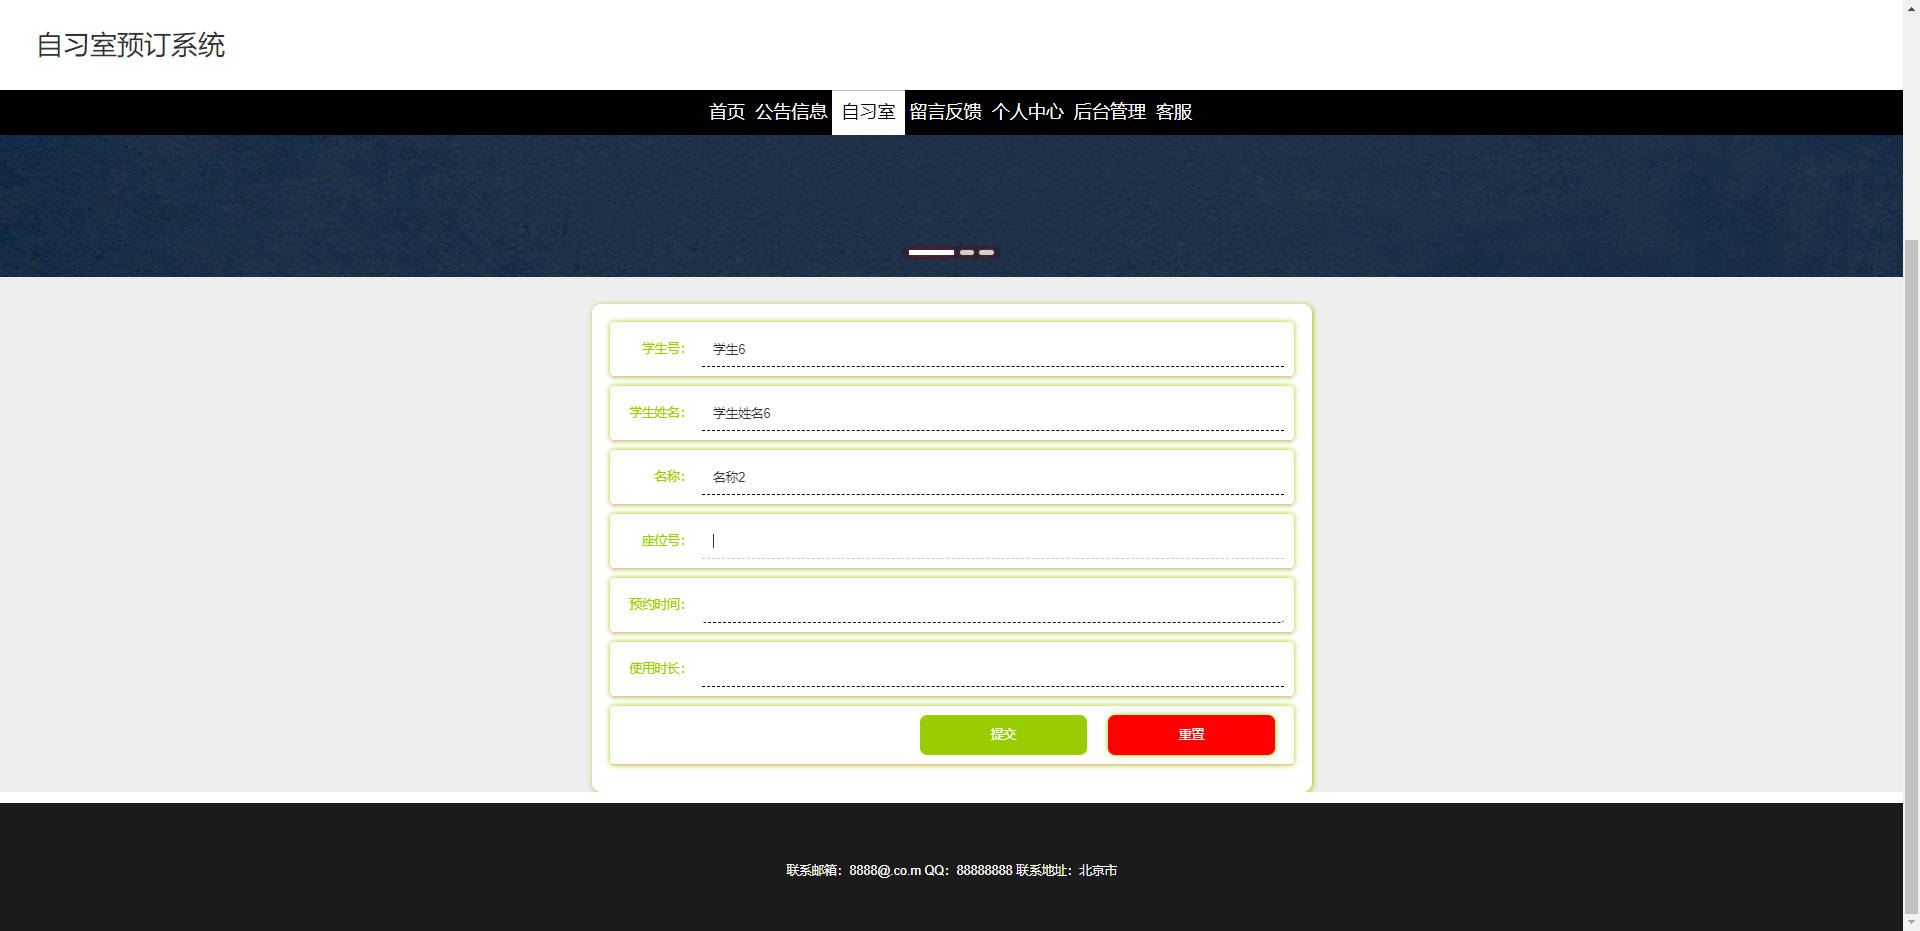 自习室预订系统
首页 公告信息 自习室 留言反馈 个人中心 后台管理 客服
学生号： 学生6
学生姓名： 学生姓名6
名称： 名称2
座位号：
预约时间：
使用时长：
提交 重置
联系邮箱：8888@.co.m QQ：88888888 联系地址：北京市